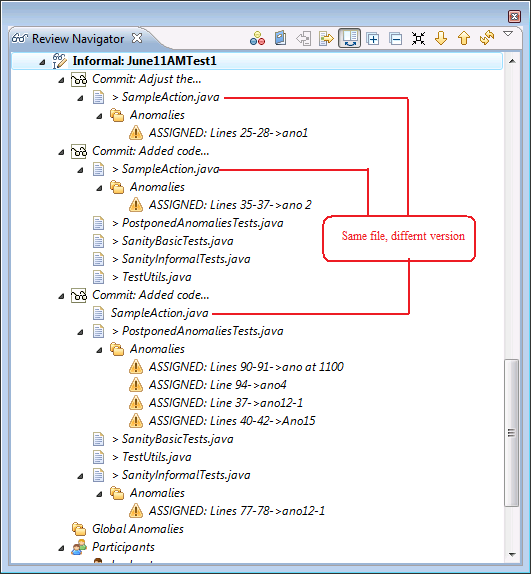 Review Navigator
Informal: June11AMTest1
Commit: Adjust the...
> SampleAction.java
Anomalies
ASSIGNED: Lines 25-28->ano1
Commit: Added code...
> SampleAction.java
Anomalies
ASSIGNED: Lines 35-37->ano 2
> PostponedAnomaliesTests.java
> SanityBasicTests.java
> SanityInformalTests.java
> TestUtils.java
Same file, differnt version
Commit: Added code...
SampleAction.java
> PostponedAnomaliesTests.java
Anomalies
ASSIGNED: Lines 90-91->ano at 1100
ASSIGNED: Line 94->ano4
ASSIGNED: Line 37->ano12-1
ASSIGNED: Lines 40-42->Ano15
> SanityBasicTests.java
> TestUtils.java
> SanityInformalTests.java
Anomalies
ASSIGNED: Lines 77-78->ano12-1
Global Anomalies
Participants